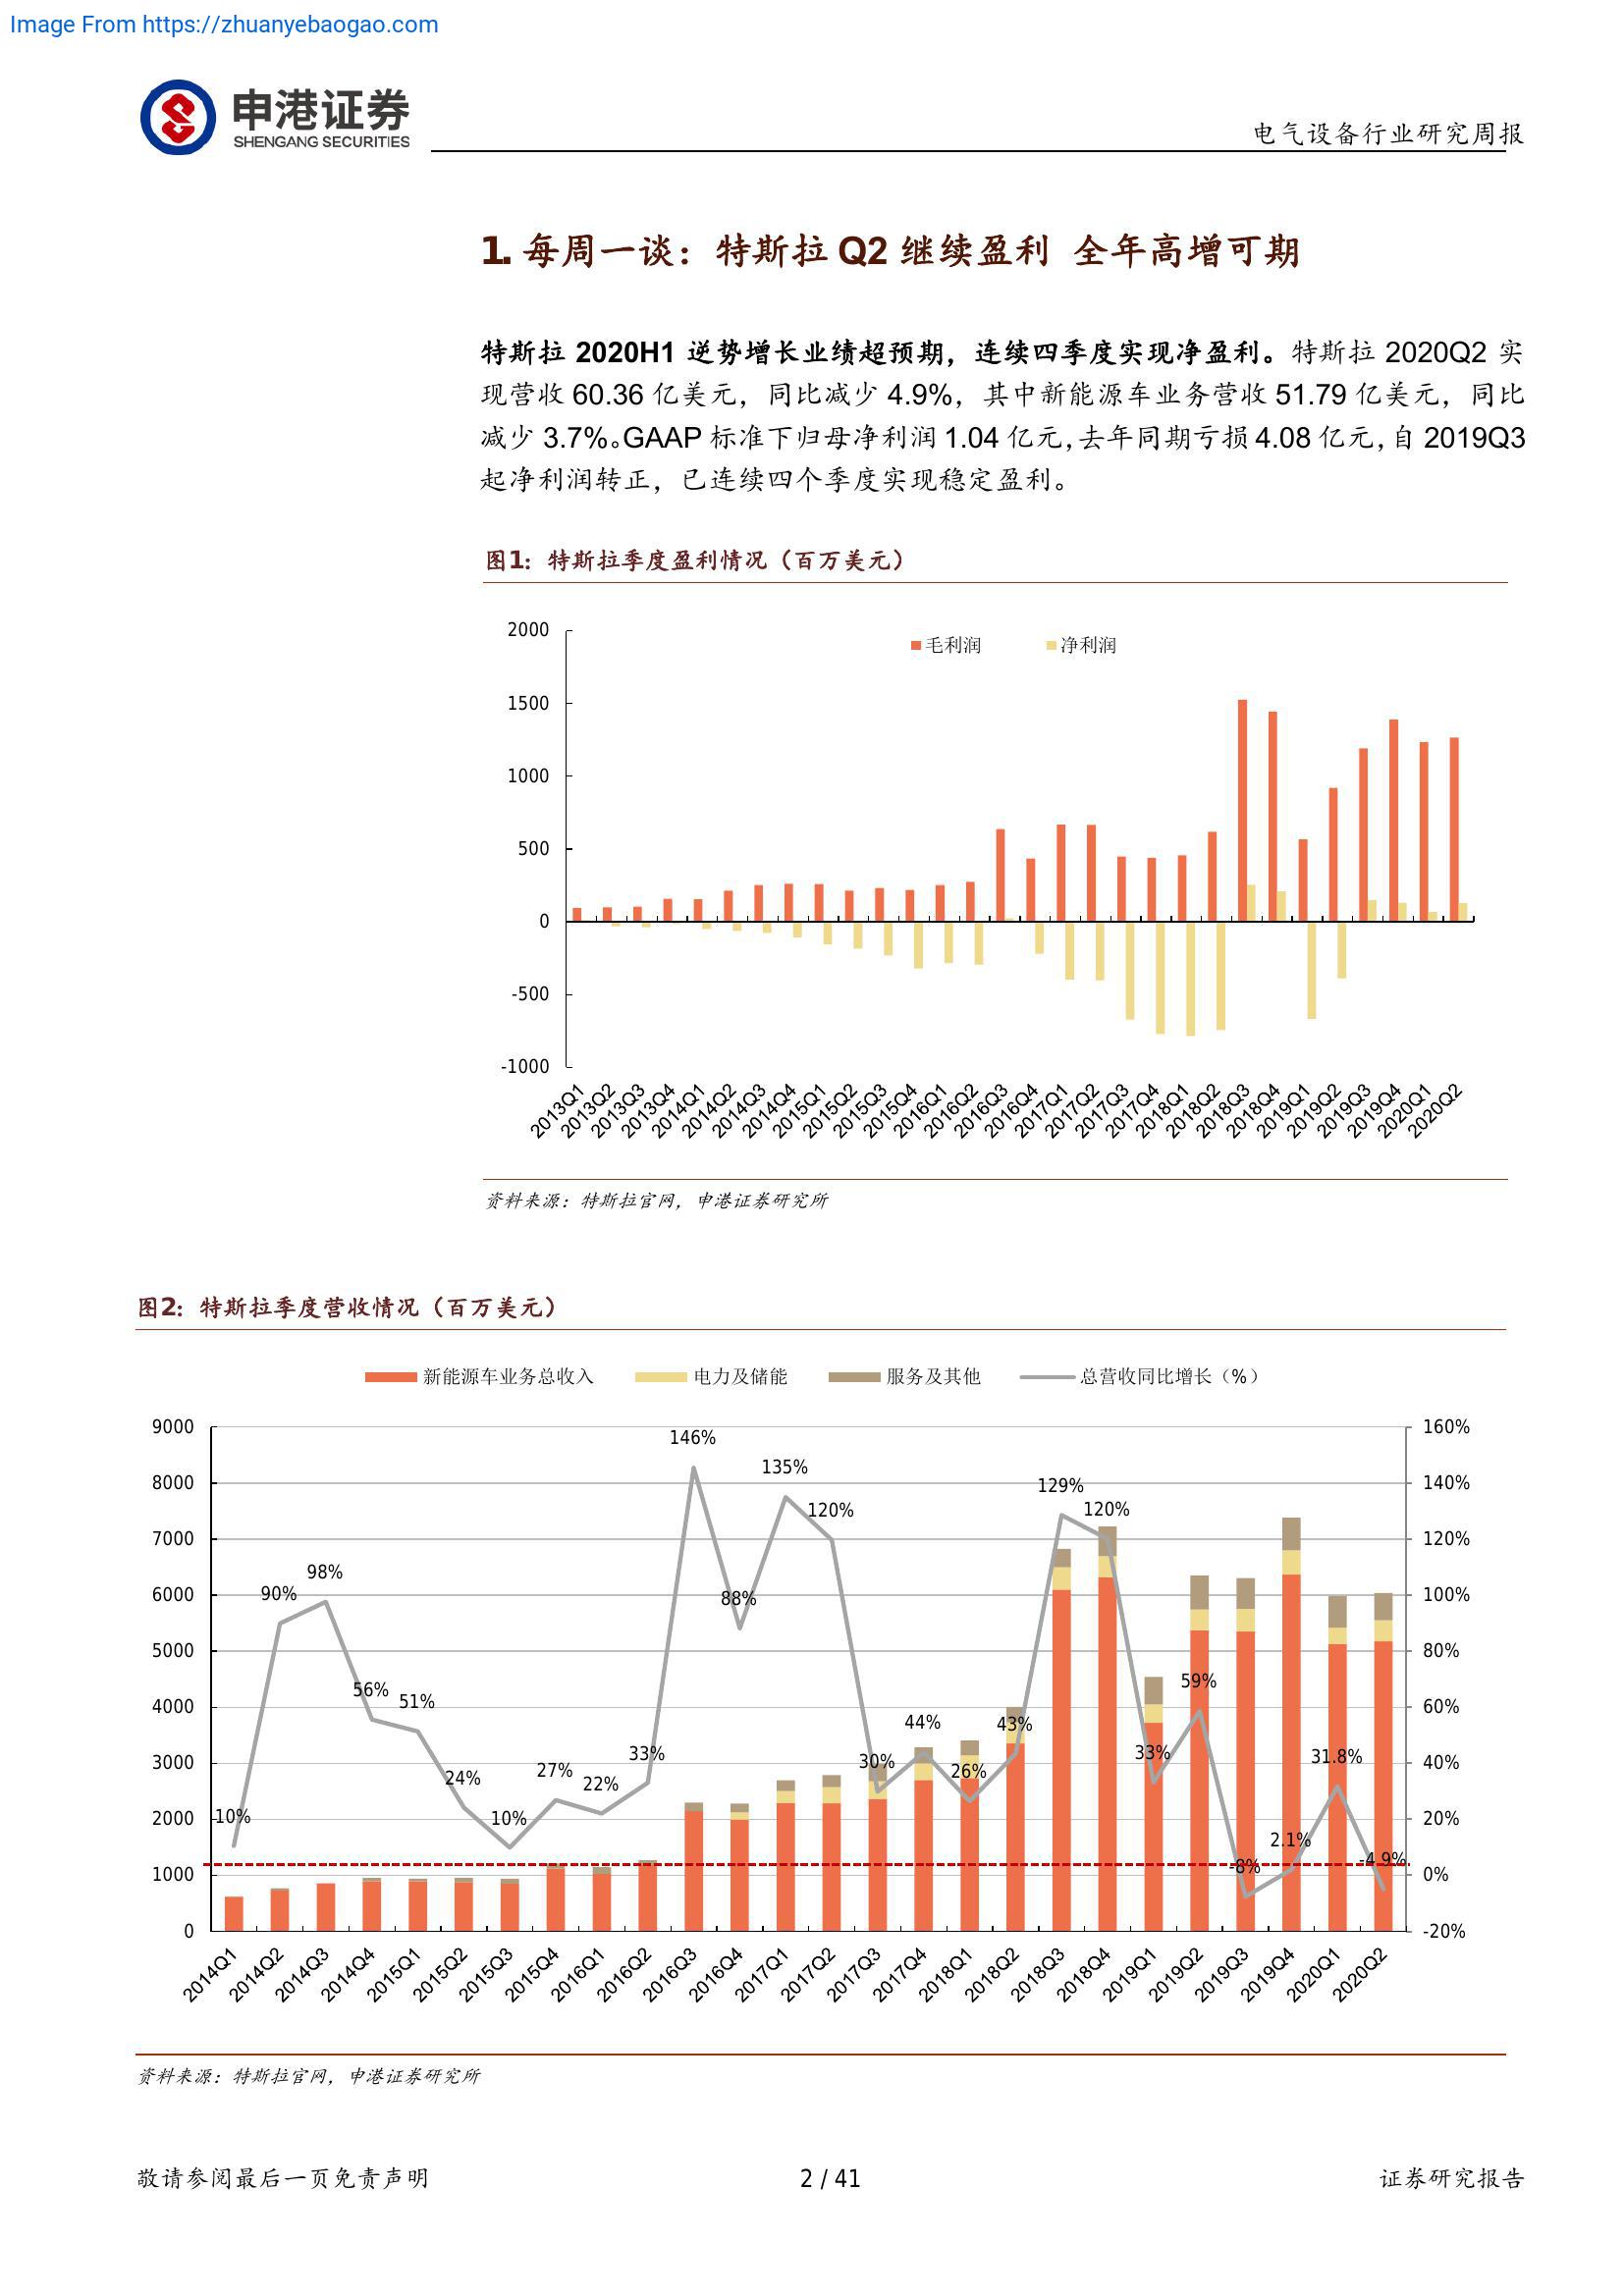 Image From https://zhuanyebaogao.com
申港证券
SHENGANG SECURITIES
电气设备行业研究周报
1. 每周一谈：特斯拉 Q2 继续盈利 全年高增可期
特斯拉 2020H1 逆势增长业绩超预期，连续四季度实现净盈利。特斯拉 2020Q2 实
现营收 60.36 亿美元，同比减少 4.9%，其中新能源车业务营收 51.79 亿美元，同比
减少 3.7%。GAAP 标准下归母净利润 1.04 亿元，去年同期亏损 4.08 亿元，自 2019Q3
起净利润转正，已连续四个季度实现稳定盈利。
图1：特斯拉季度盈利情况（百万美元）
毛利润 净利润
2000
1500
1000
500
0
-500
-1000
2013Q1 2013Q2 2013Q3 2013Q4 2014Q1 2014Q2 2014Q3 2014Q4 2015Q1 2015Q2 2015Q3 2015Q4 2016Q1 2016Q2 2016Q3 2016Q4 2017Q1 2017Q2 2017Q3 2017Q4 2018Q1 2018Q2 2018Q3 2018Q4 2019Q1 2019Q2 2019Q3 2019Q4 2020Q1 2020Q2
资料来源：特斯拉官网，申港证券研究所
图2：特斯拉季度营收情况（百万美元）
新能源车业务总收入 电力及储能 服务及其他 总营收同比增长（%）
9000
8000
7000
6000
5000
4000
3000
2000
1000
0
160%
140%
120%
100%
80%
60%
40%
20%
0%
-20%
10% 90% 98% 56% 51% 24% 10% 27% 22% 33% 146% 88% 135% 120% 30% 44% 26% 43% 129% 120% 33% 59% -8% 2.1% 31.8% -4.9%
2014Q1 2014Q2 2014Q3 2014Q4 2015Q1 2015Q2 2015Q3 2015Q4 2016Q1 2016Q2 2016Q3 2016Q4 2017Q1 2017Q2 2017Q3 2017Q4 2018Q1 2018Q2 2018Q3 2018Q4 2019Q1 2019Q2 2019Q3 2019Q4 2020Q1 2020Q2
资料来源：特斯拉官网，申港证券研究所
敬请参阅最后一页免责声明
2 / 41
证券研究报告